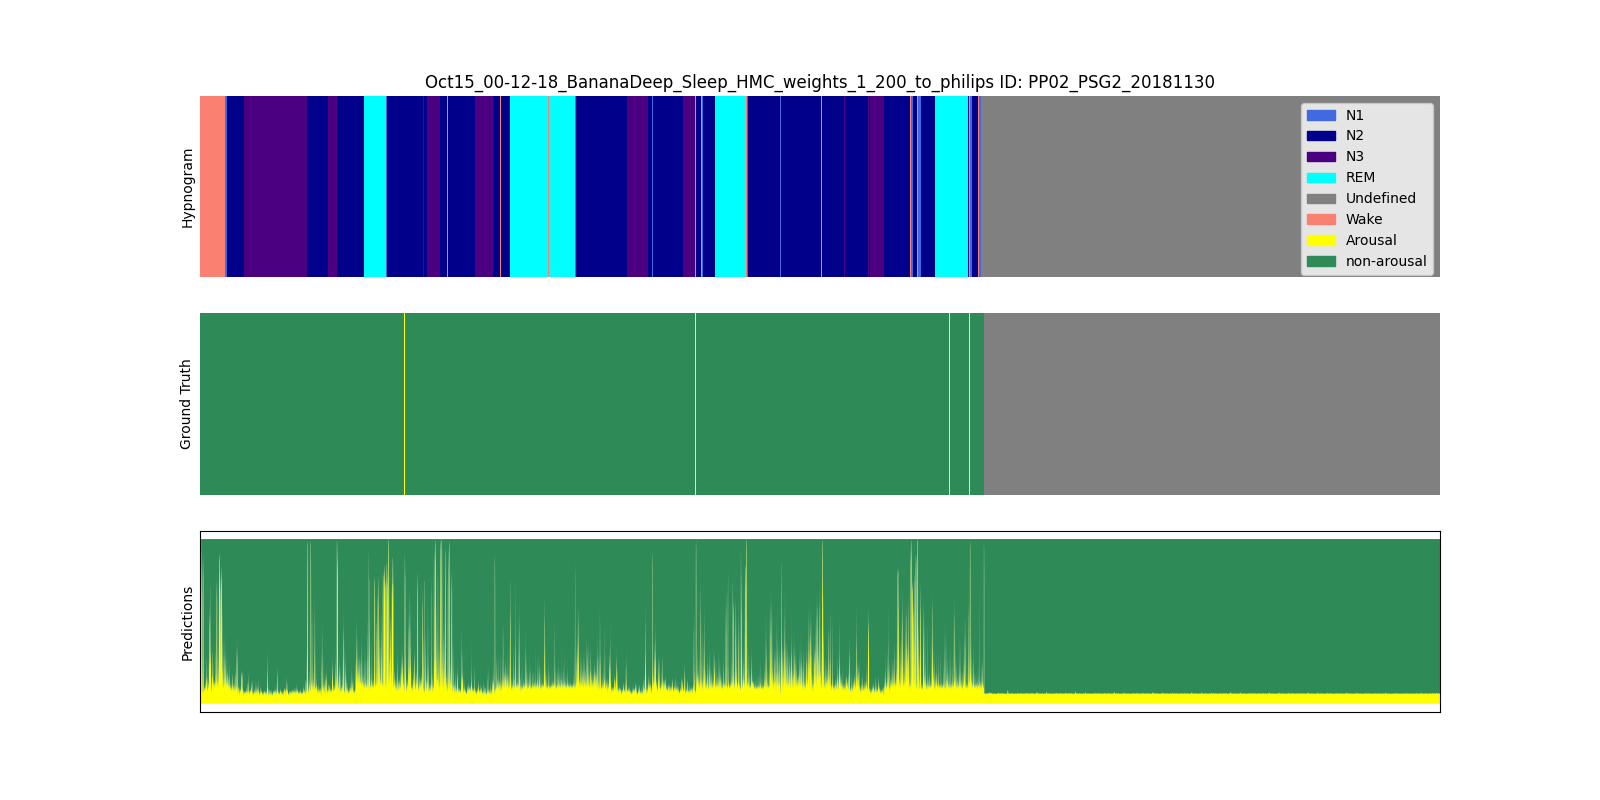 Oct15_00-12-18_BananaDeep_Sleep_HMC_weights_1_200_to_philips ID: PP02_PSG2_20181130
Hypnogram
N1
N2
N3
REM
Undefined
Wake
Arousal
non-arousal
Ground Truth
Predictions